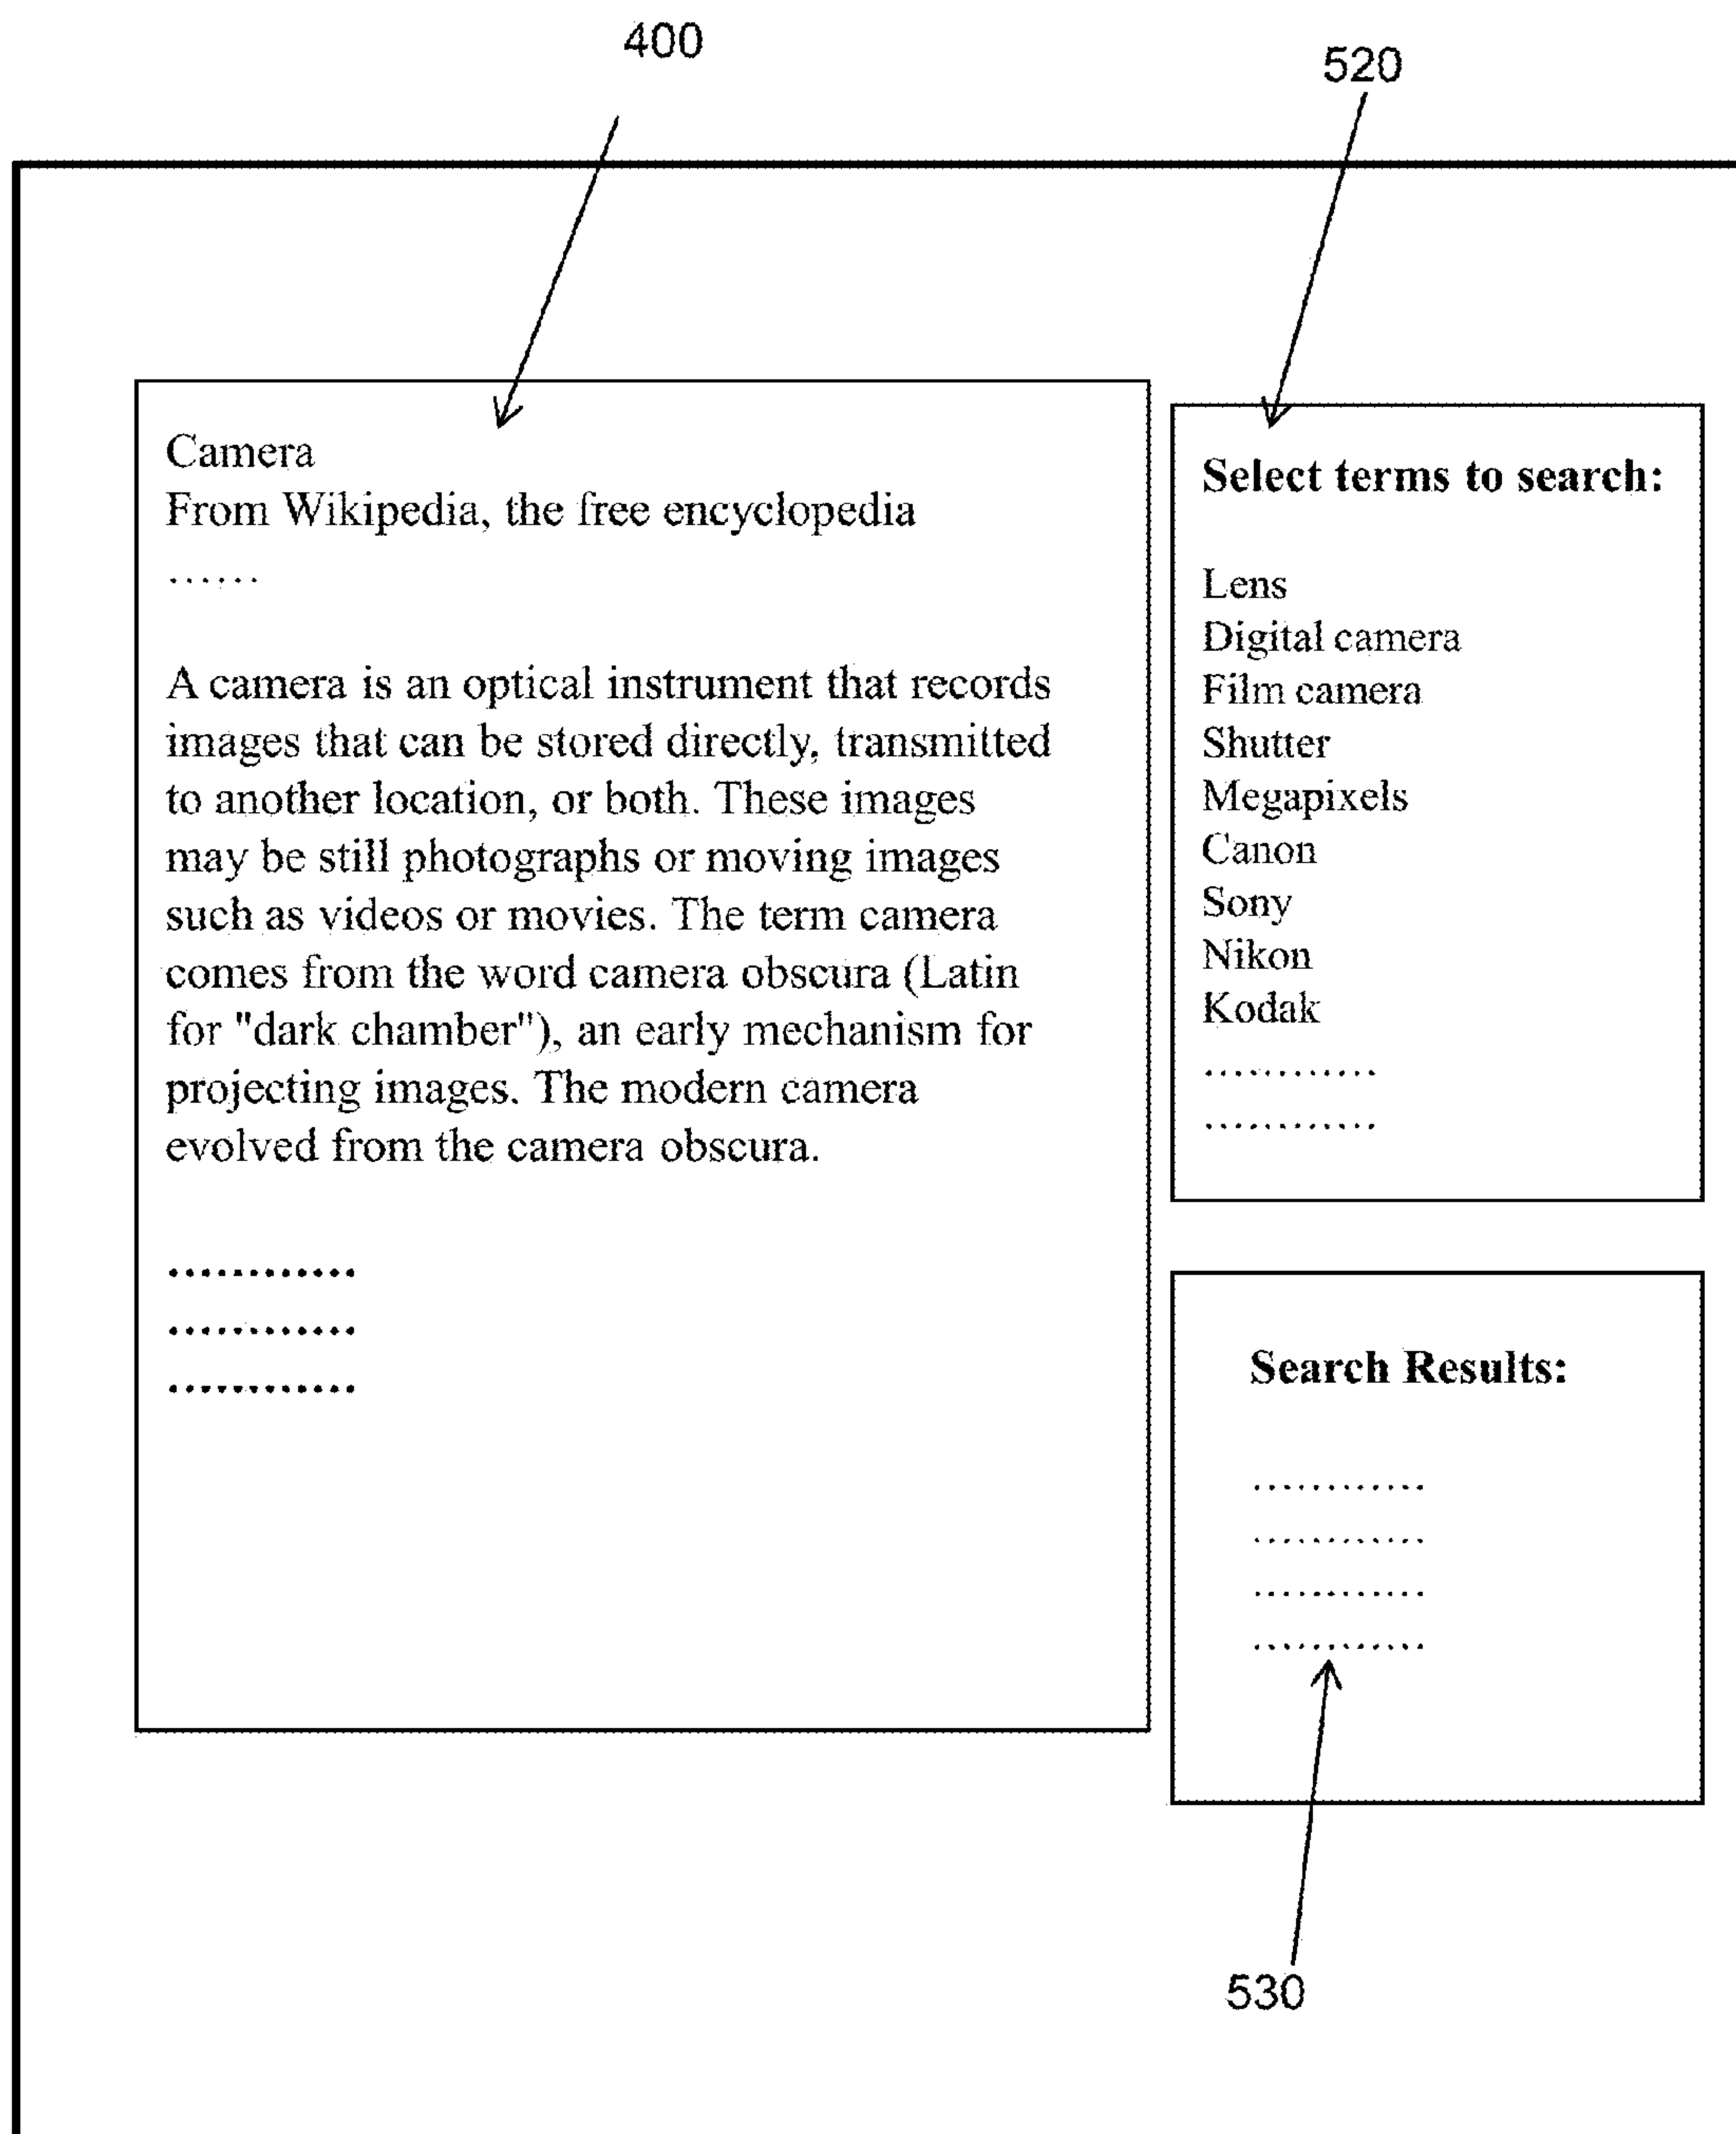 400
520
Camera
From Wikipedia, the free encyclopedia
......
A camera is an optical instrument that records
images that can be stored directly, transmitted
to another location, or both. These images
may be still photographs or moving images
such as videos or movies. The term camera
comes from the word camera obscura (Latin
for "dark chamber"), an early mechanism for
projecting images. The modern camera
evolved from the camera obscura.
............
............
............
Select terms to search:
Lens
Digital camera
Film camera
Shutter
Megapixels
Canon
Sony
Nikon
Kodak
............
............
Search Results:
............
............
............
............
530